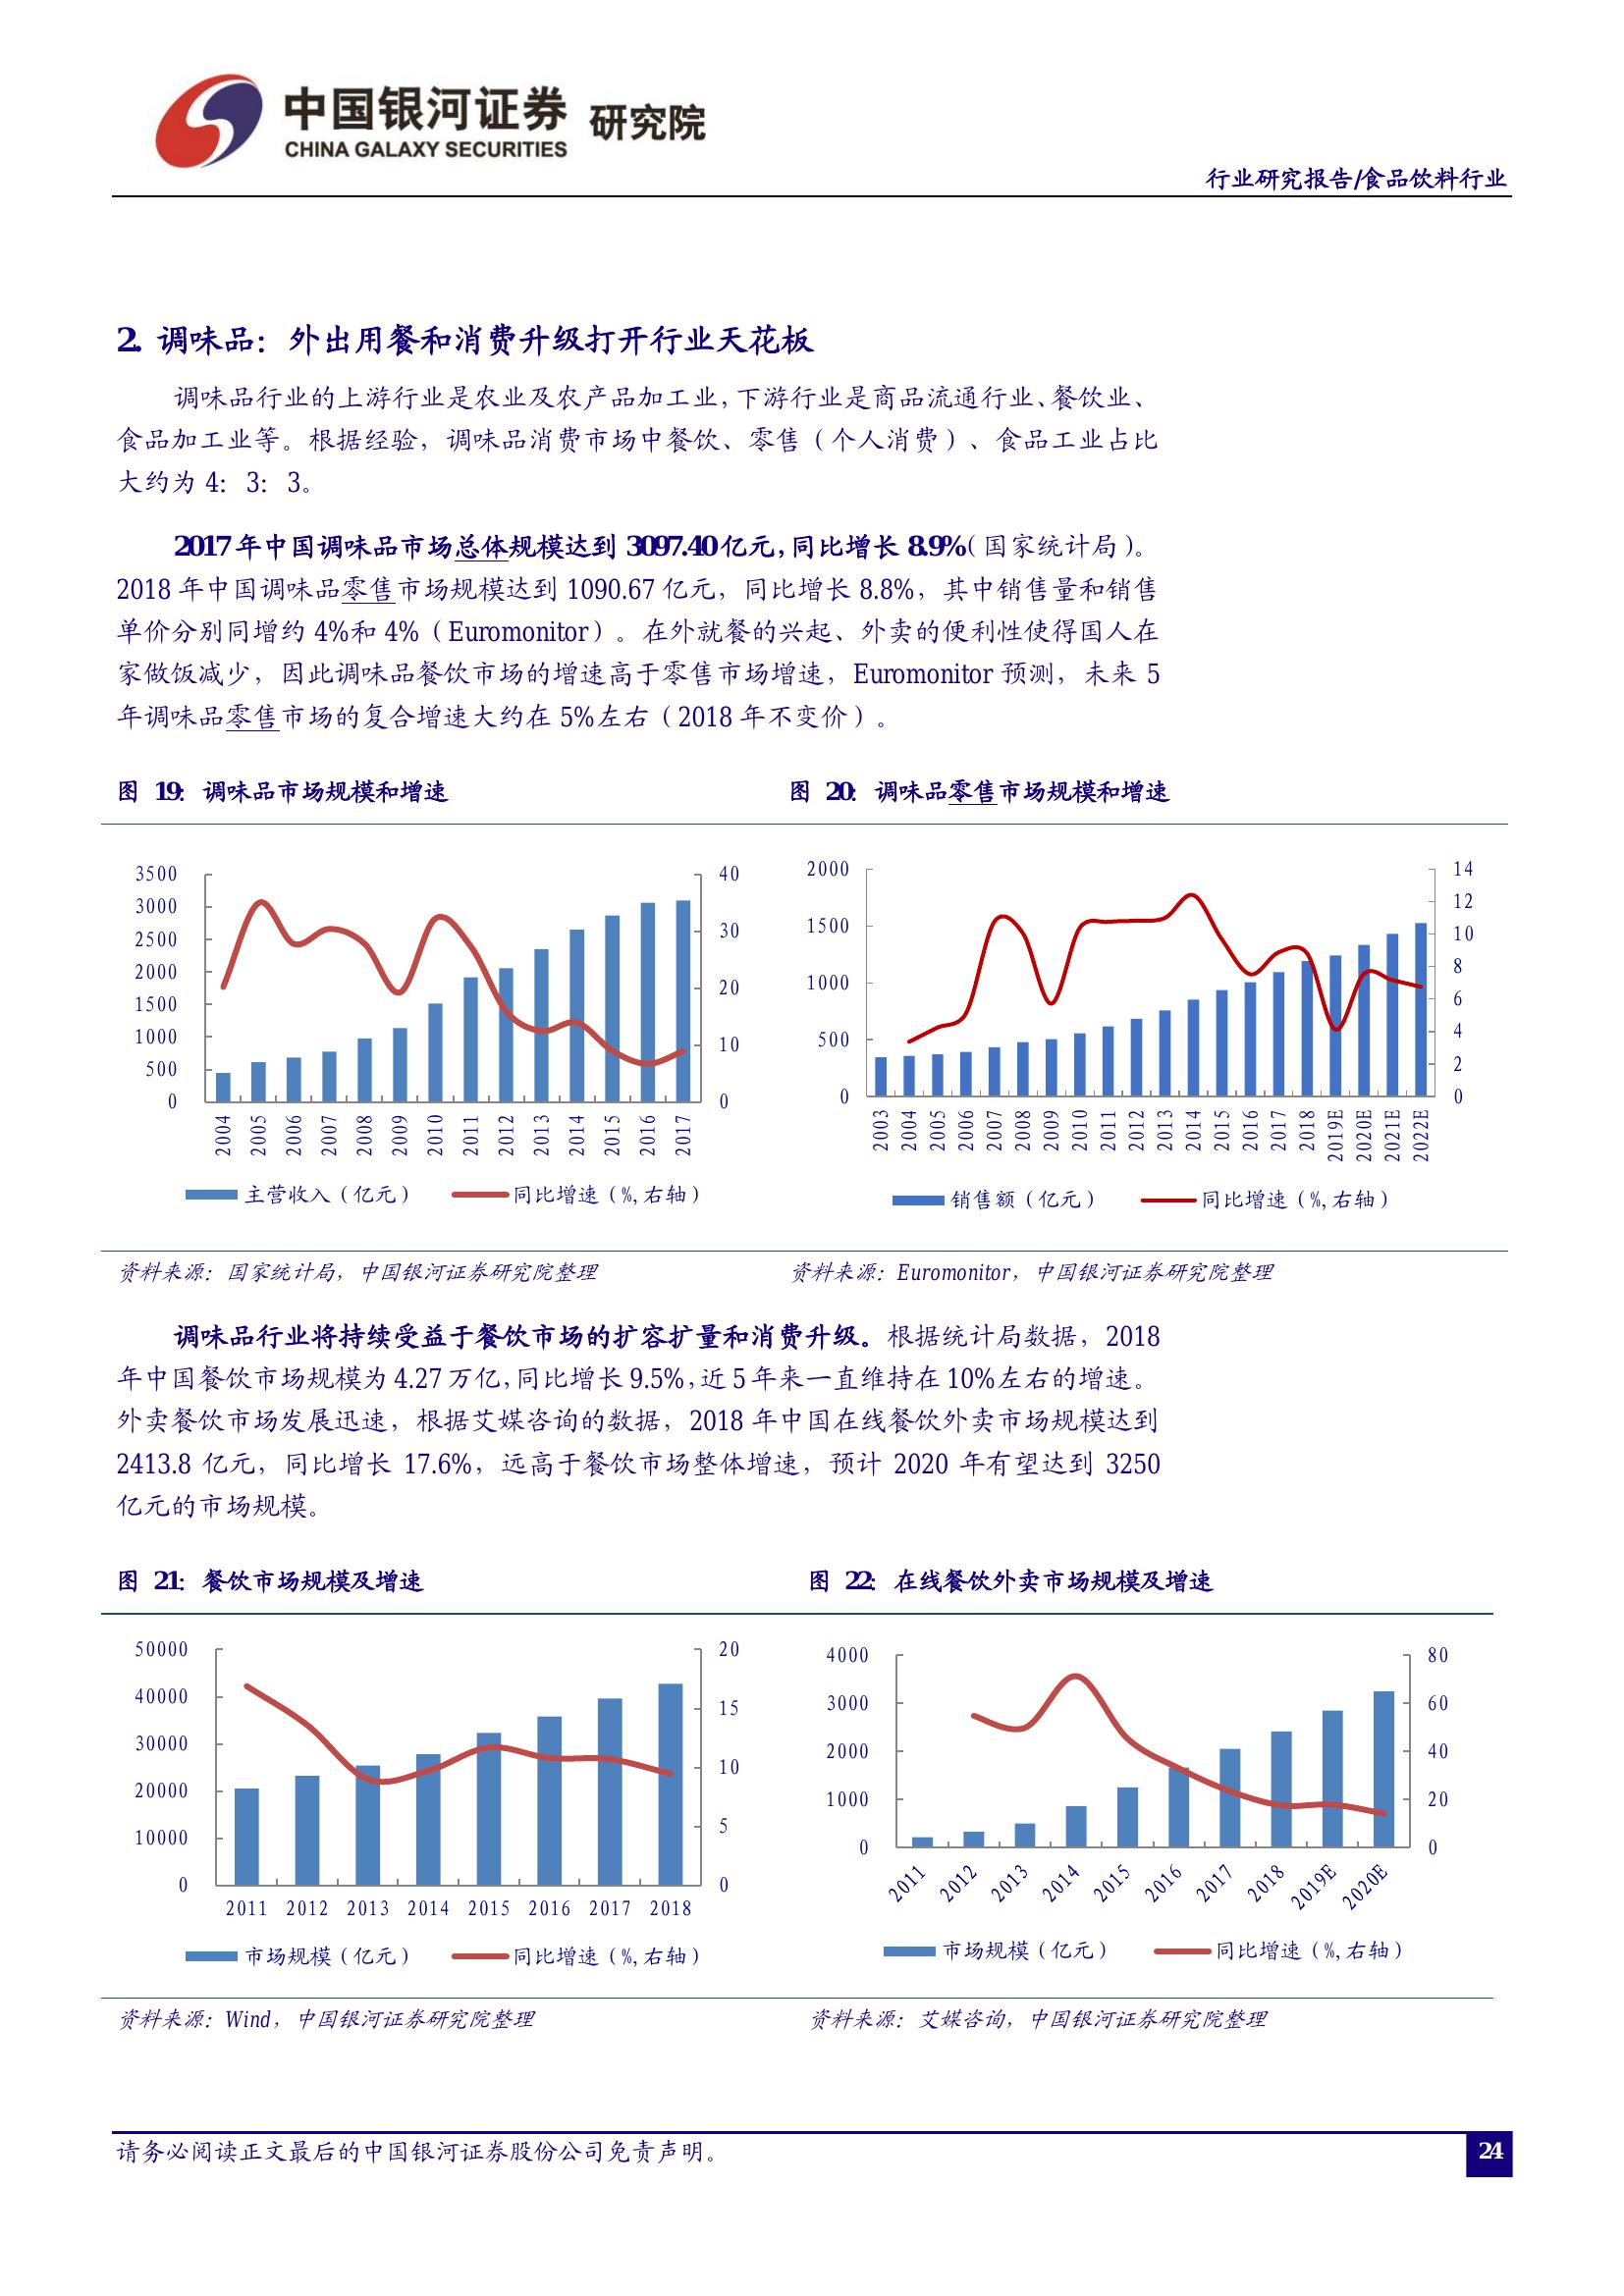 中国银河证券 研究院
CHINA GALAXY SECURITIES
行业研究报告/食品饮料行业
2. 调味品：外出用餐和消费升级打开行业天花板
调味品行业的上游行业是农业及农产品加工业，下游行业是商品流通行业、餐饮业、
食品加工业等。根据经验，调味品消费市场中餐饮、零售（个人消费）、食品工业占比
大约为 4：3：3。
2017 年中国调味品市场总体规模达到 3097.40 亿元，同比增长 8.9%（国家统计局）。
2018 年中国调味品零售市场规模达到 1090.67 亿元，同比增长 8.8%，其中销售量和销售
单价分别同增约 4%和 4%（Euromonitor）。在外就餐的兴起、外卖的便利性使得国人在
家做饭减少，因此调味品餐饮市场的增速高于零售市场增速，Euromonitor 预测，未来 5
年调味品零售市场的复合增速大约在 5%左右（2018 年不变价）。
图 19：调味品市场规模和增速
3500
3000
2500
2000
1500
1000
500
0
40
30
20
10
0
2004 2005 2006 2007 2008 2009 2010 2011 2012 2013 2014 2015 2016 2017
主营收入（亿元） 同比增速（%,右轴）
资料来源：国家统计局，中国银河证券研究院整理
图 20：调味品零售市场规模和增速
2000
1500
1000
500
0
14
12
10
8
6
4
2
0
2003 2004 2005 2006 2007 2008 2009 2010 2011 2012 2013 2014 2015 2016 2017 2018 2019E 2020E 2021E 2022E
销售额（亿元） 同比增速（%,右轴）
资料来源：Euromonitor，中国银河证券研究院整理
调味品行业将持续受益于餐饮市场的扩容扩量和消费升级。根据统计局数据，2018
年中国餐饮市场规模为 4.27 万亿，同比增长 9.5%，近 5 年来一直维持在 10%左右的增速。
外卖餐饮市场发展迅速，根据艾媒咨询的数据，2018 年中国在线餐饮外卖市场规模达到
2413.8 亿元，同比增长 17.6%，远高于餐饮市场整体增速，预计 2020 年有望达到 3250
亿元的市场规模。
图 21：餐饮市场规模及增速
50000
40000
30000
20000
10000
0
20
15
10
5
0
2011 2012 2013 2014 2015 2016 2017 2018
市场规模（亿元） 同比增速（%,右轴）
资料来源：Wind，中国银河证券研究院整理
图 22：在线餐饮外卖市场规模及增速
4000
3000
2000
1000
0
80
60
40
20
0
2011 2012 2013 2014 2015 2016 2017 2018 2019E 2020E
市场规模（亿元） 同比增速（%,右轴）
资料来源：艾媒咨询，中国银河证券研究院整理
请务必阅读正文最后的中国银河证券股份公司免责声明。
24